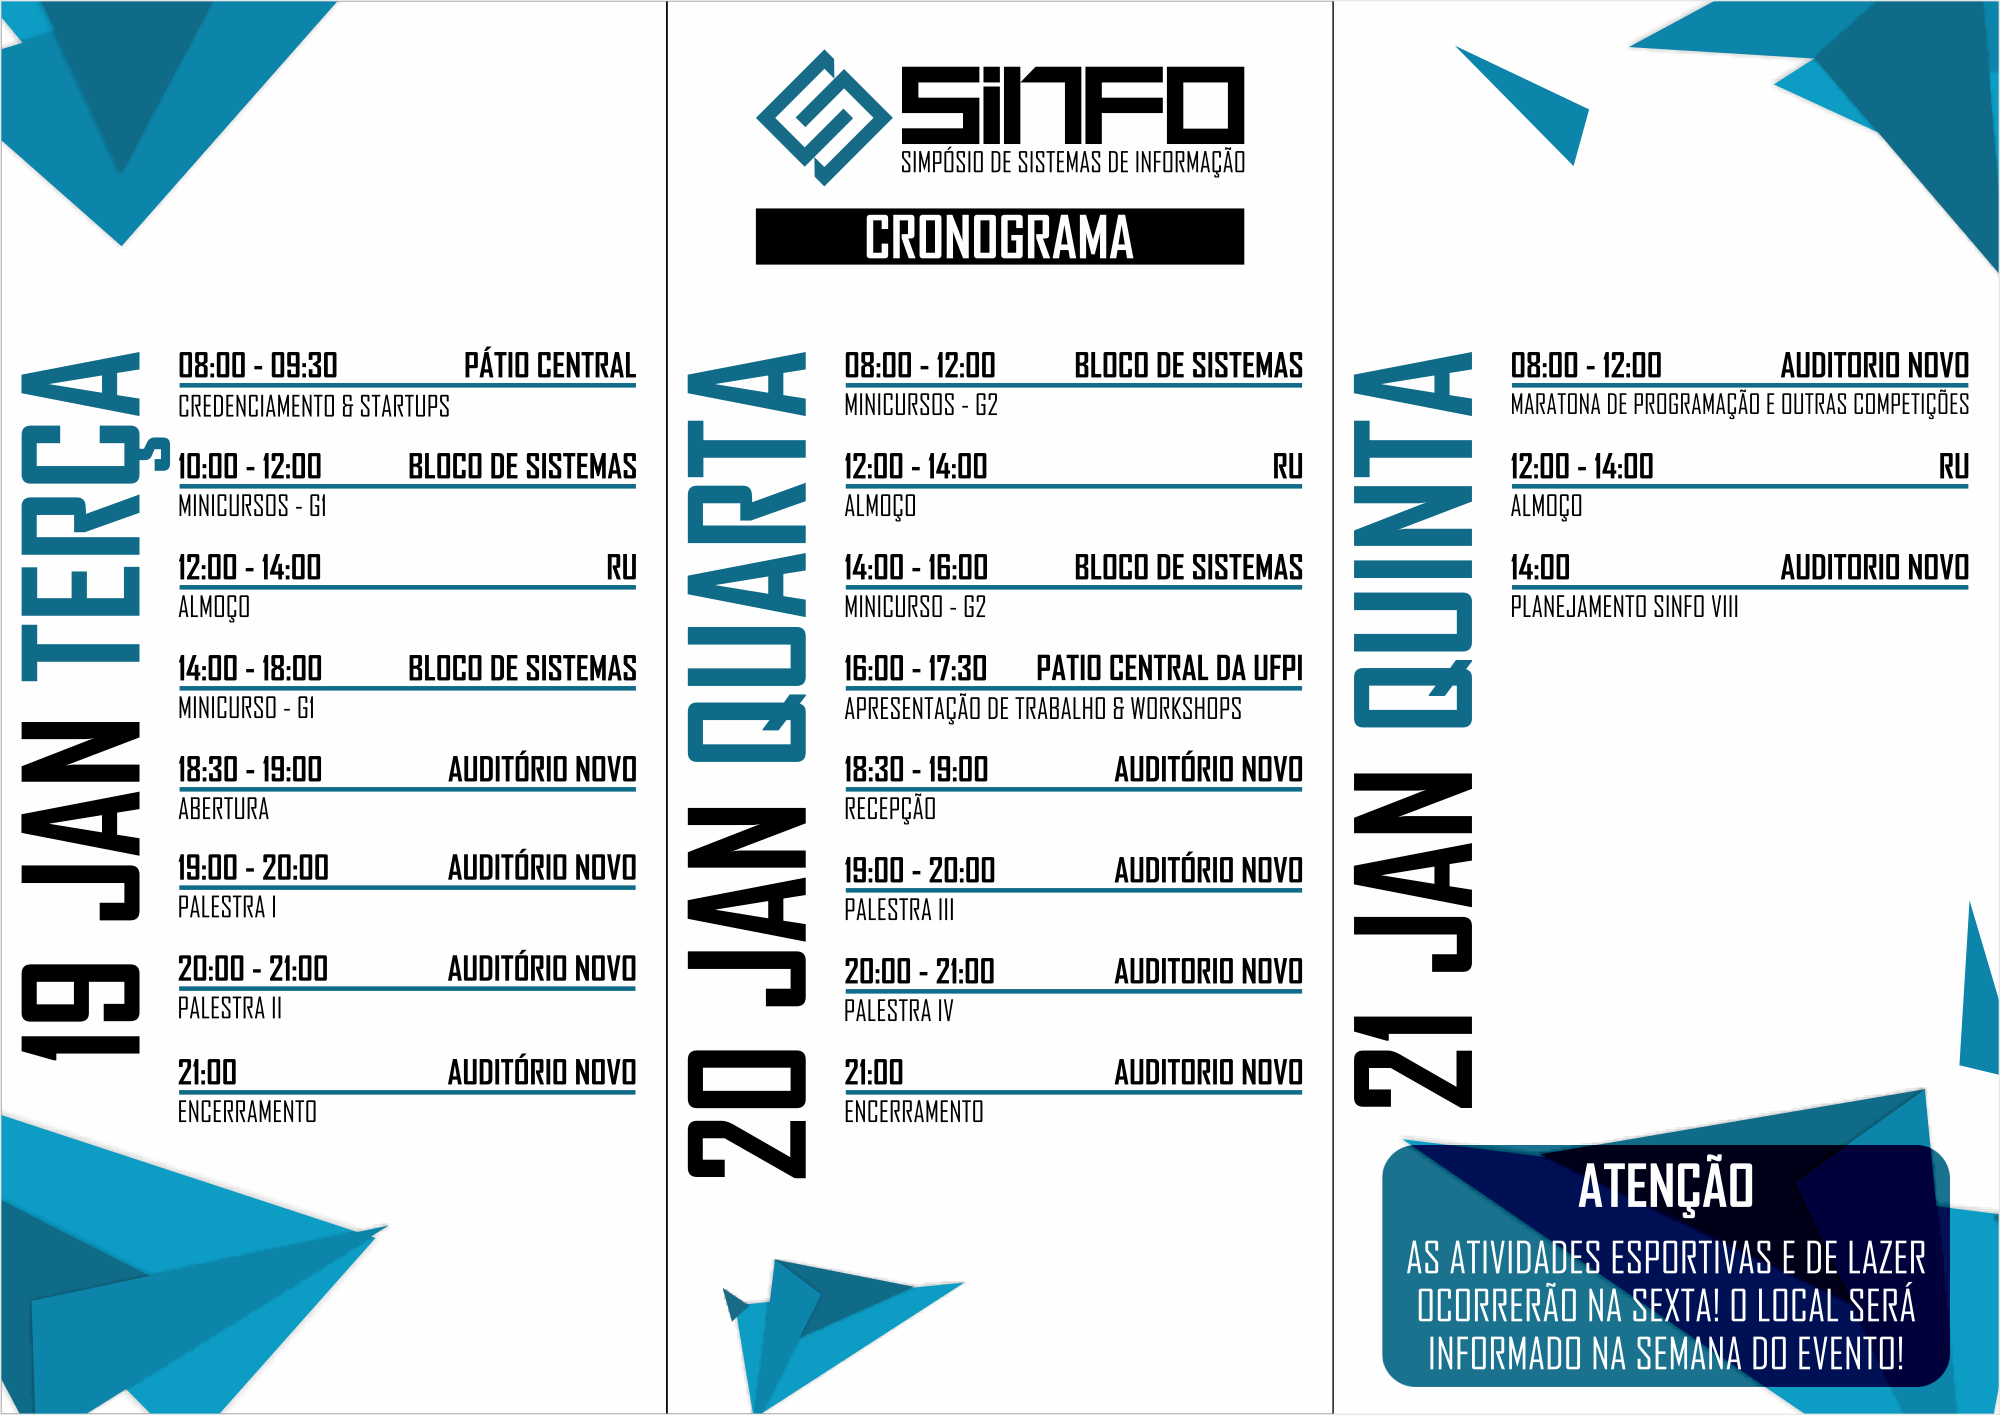 SINFO
SIMPÓSIO DE SISTEMAS DE INFORMAÇÃO
CRONOGRAMA
19 JAN TERÇA
08:00 - 09:30 PÁTIO CENTRAL
CREDENCIAMENTO & STARTUPS
10:00 - 12:00 BLOCO DE SISTEMAS
MINICURSOS - G1
12:00 - 14:00 RU
ALMOÇO
14:00 - 18:00 BLOCO DE SISTEMAS
MINICURSO - G1
18:30 - 19:00 AUDITÓRIO NOVO
ABERTURA
19:00 - 20:00 AUDITÓRIO NOVO
PALESTRA I
20:00 - 21:00 AUDITÓRIO NOVO
PALESTRA II
21:00 AUDITÓRIO NOVO
ENCERRAMENTO
20 JAN QUARTA
08:00 - 12:00 BLOCO DE SISTEMAS
MINICURSOS - G2
12:00 - 14:00 RU
ALMOÇO
14:00 - 16:00 BLOCO DE SISTEMAS
MINICURSO - G2
16:00 - 17:30 PATIO CENTRAL DA UFPI
APRESENTAÇÃO DE TRABALHO & WORKSHOPS
18:30 - 19:00 AUDITÓRIO NOVO
RECEPÇÃO
19:00 - 20:00 AUDITÓRIO NOVO
PALESTRA III
20:00 - 21:00 AUDITORIO NOVO
PALESTRA IV
21:00 AUDITORIO NOVO
ENCERRAMENTO
21 JAN QUINTA
08:00 - 12:00 AUDITORIO NOVO
MARATONA DE PROGRAMAÇÃO E OUTRAS COMPETIÇÕES
12:00 - 14:00 RU
ALMOÇO
14:00 AUDITORIO NOVO
PLANEJAMENTO SINFO VIII
ATENÇÃO
AS ATIVIDADES ESPORTIVAS E DE LAZER
OCORRERÃO NA SEXTA! O LOCAL SERÁ
INFORMADO NA SEMANA DO EVENTO!